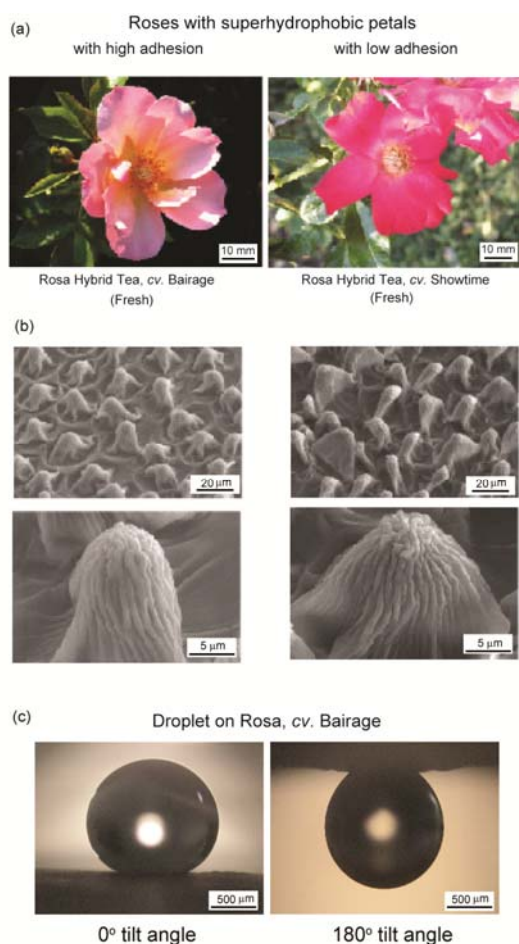 (a)
Roses with superhydrophobic petals
with high adhesion
with low adhesion
10 mm
10 mm
Rosa Hybrid Tea, cv. Bairage
(Fresh)
Rosa Hybrid Tea, cv. Showtime
(Fresh)
(b)
20 μm
20 μm
5 μm
5 μm
(c)
Droplet on Rosa, cv. Bairage
500 μm
500 μm
0° tilt angle
180° tilt angle